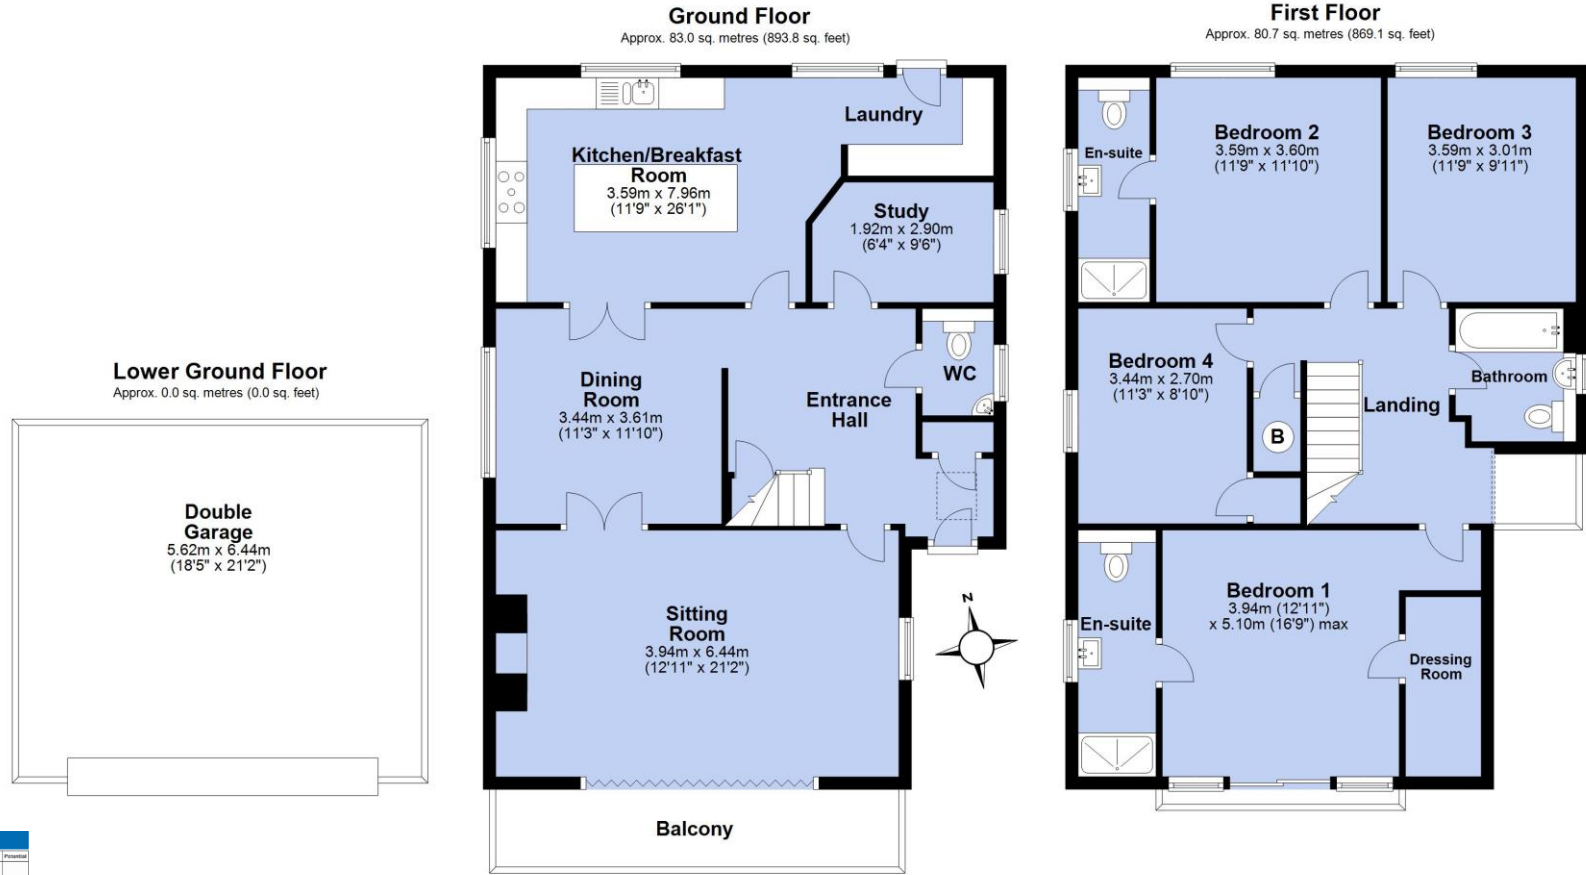 Ground Floor
Approx. 83.0 sq. metres (893.8 sq. feet)
Kitchen/Breakfast
Room
3.59m x 7.96m
(11'9" x 26'1")
Laundry
Study
1.92m x 2.90m
(6'4" x 9'6")
Dining
Room
3.44m x 3.61m
(11'3" x 11'10")
Entrance
Hall
WC
Sitting
Room
3.94m x 6.44m
(12'11" x 21'2")
Balcony
N
Lower Ground Floor
Approx. 0.0 sq. metres (0.0 sq. feet)
Double
Garage
5.62m x 6.44m
(18'5" x 21'2")
First Floor
Approx. 80.7 sq. metres (869.1 sq. feet)
En-suite
Bedroom 2
3.59m x 3.60m
(11'9" x 11'10")
Bedroom 3
3.59m x 3.01m
(11'9" x 9'11")
Bedroom 4
3.44m x 2.70m
(11'3" x 8'10")
B
Landing
Bathroom
En-suite
Bedroom 1
3.94m (12'11")
x 5.10m (16'9") max
Dressing
Room
Potential